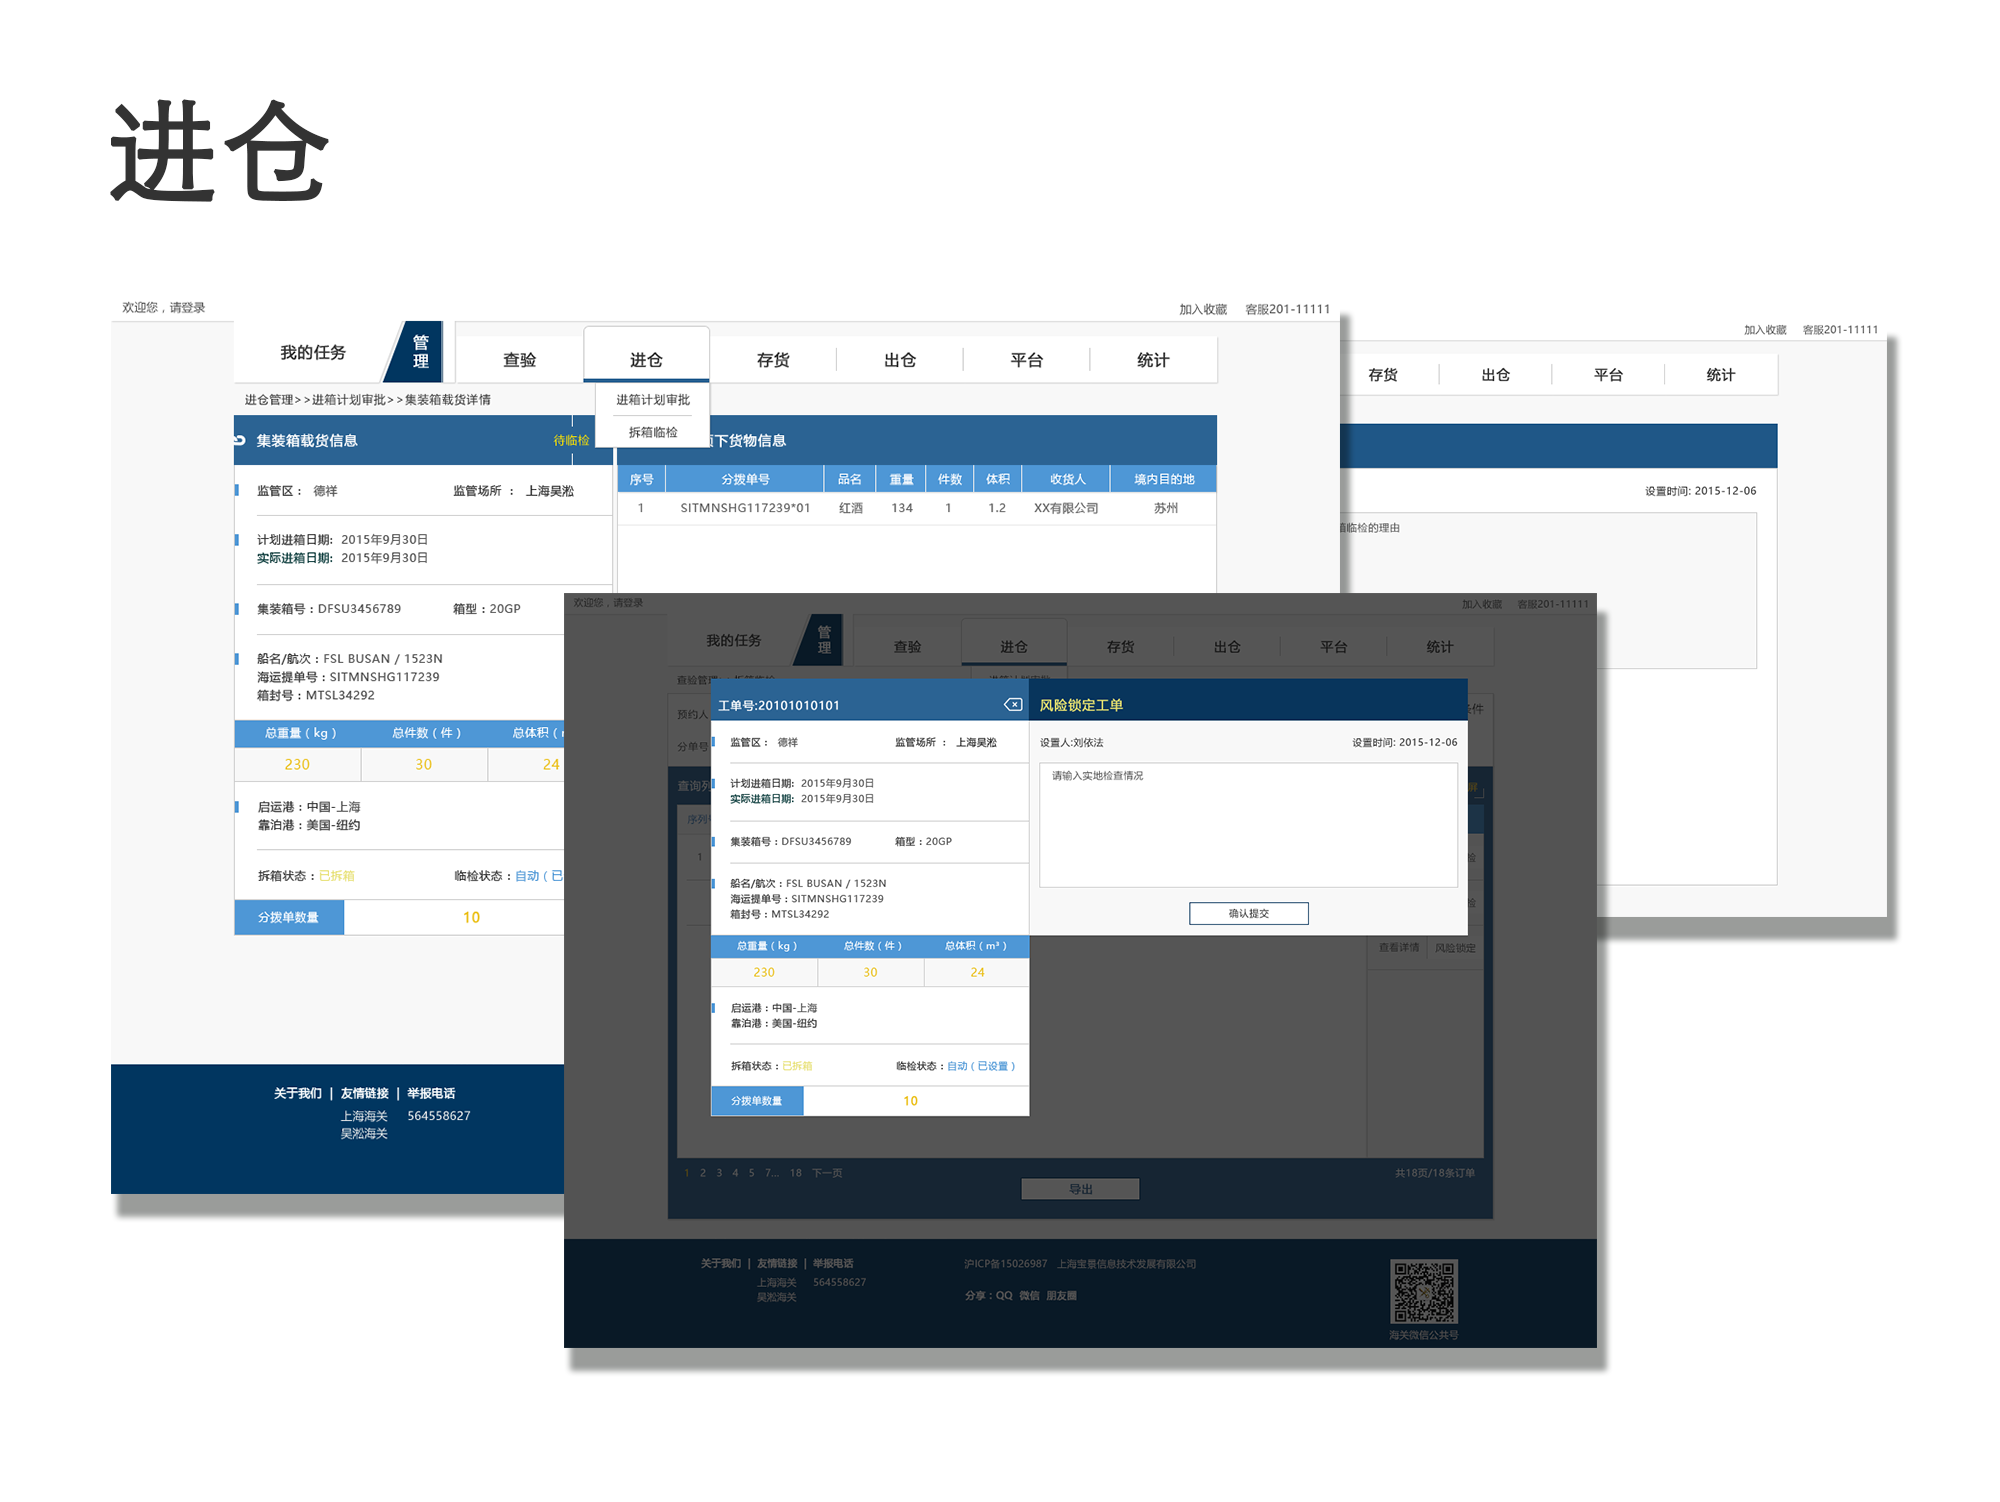 进仓
欢迎您，请登录
加入收藏 客服201-11111
我的任务 管理 查验 进仓 存货 出仓 平台 统计
进仓管理>>进箱计划审批>>集装箱载货详情
进箱计划审批
拆箱临检
集装箱载货信息 待临检
下货物信息
监管区： 德祥 监管场所 ： 上海吴淞
计划进箱日期: 2015年9月30日
实际进箱日期: 2015年9月30日
集装箱号：DFSU3456789 箱型：20GP
船名/航次：FSL BUSAN / 1523N
海运提单号：SITMNSHG117239
箱封号：MTSL34292
总重量（kg） 总件数（件） 总体积（
230 30 24
启运港：中国-上海
靠泊港：美国-纽约
拆箱状态：已拆箱 临检状态：自动（已
分拨单数量 10
序号 分拨单号 品名 重量 件数 体积 收货人 境内目的地
1 SITMNSHG117239*01 红酒 134 1 1.2 XX有限公司 苏州
关于我们 | 友情链接 | 举报电话
上海海关 564558627
吴淞海关
加入收藏 客服201-11111
存货 出仓 平台 统计
设置时间: 2015-12-06
临检的理由
欢迎您，请登录
加入收藏 客服201-11111
我的任务 管理 查验 进仓 存货 出仓 平台 统计
查验管理
预约人
分单号
查询列
序列
1
工单号:20101010101
监管区： 德祥 监管场所 ： 上海吴淞
计划进箱日期: 2015年9月30日
实际进箱日期: 2015年9月30日
集装箱号：DFSU3456789 箱型：20GP
船名/航次：FSL BUSAN / 1523N
海运提单号：SITMNSHG117239
箱封号：MTSL34292
总重量（kg） 总件数（件） 总体积（m³）
230 30 24
启运港：中国-上海
靠泊港：美国-纽约
拆箱状态：已拆箱 临检状态：自动（已设置）
分拨单数量 10
风险锁定工单
设置人:刘依法 设置时间: 2015-12-06
请输入实地检查情况
确认提交
查看详情 风险锁定
1 2 3 4 5 7... 18 下一页
共18页/18条订单
导出
关于我们 | 友情链接 | 举报电话
上海海关 564558627
吴淞海关
沪ICP备15026987 上海宝景信息技术发展有限公司
分享：QQ 微信 朋友圈
海关微信公共号